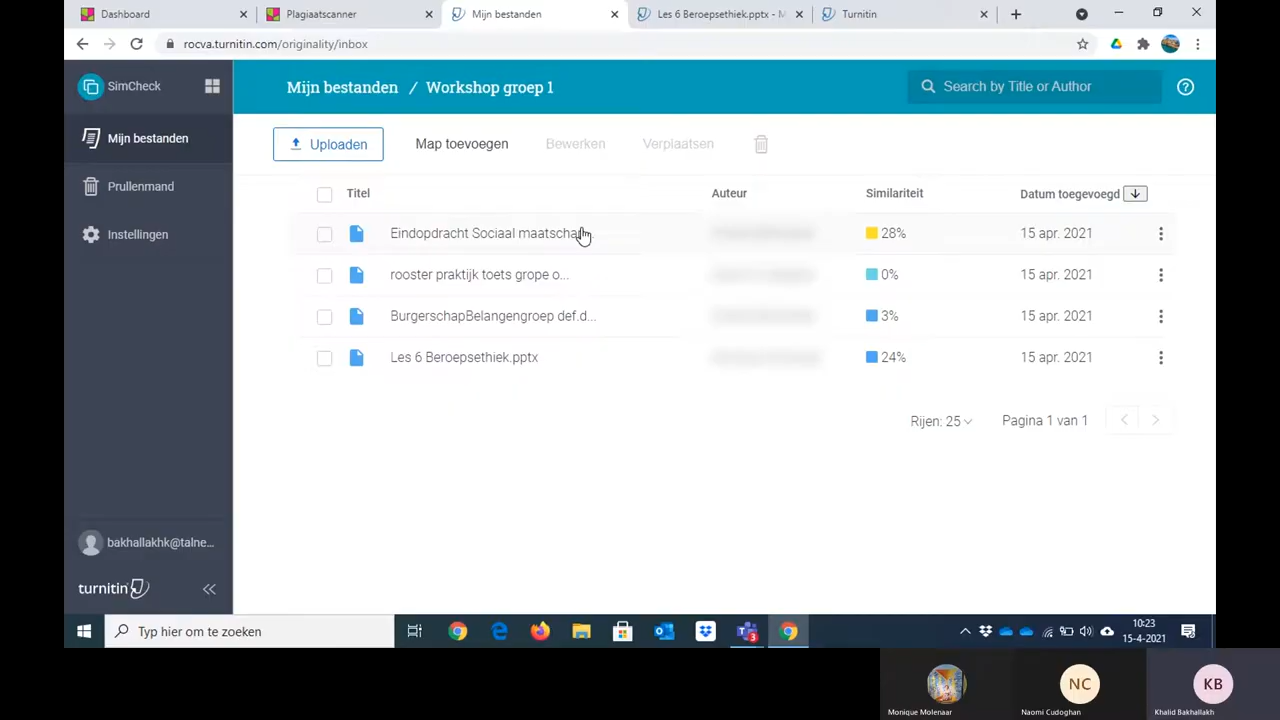 Dashboard
Plagiaatscanner
Mijn bestanden
Les 6 Beroepsethiek.pptx - M
Turnitin
rocva.turnitin.com/originality/inbox
SimCheck
Mijn bestanden / Workshop groep 1
Search by Title or Author
Mijn bestanden
Prullenmand
Instellingen
Uploaden
Map toevoegen
Bewerken
Verplaatsen
Titel
Auteur
Similariteit
Datum toegevoegd
Eindopdracht Sociaal maatschap...
28%
15 apr. 2021
rooster praktijk toets grope o...
0%
15 apr. 2021
BurgerschapBelangengroep def.d...
3%
15 apr. 2021
Les 6 Beroepsethiek.pptx
24%
15 apr. 2021
Rijen: 25
Pagina 1 van 1
bakhallakhk@talne...
turnitin
Typ hier om te zoeken
3
10:23
15-4-2021
NC
KB
Monique Molenaar
Naomi Cudoghan
Khalid Bakhallakh